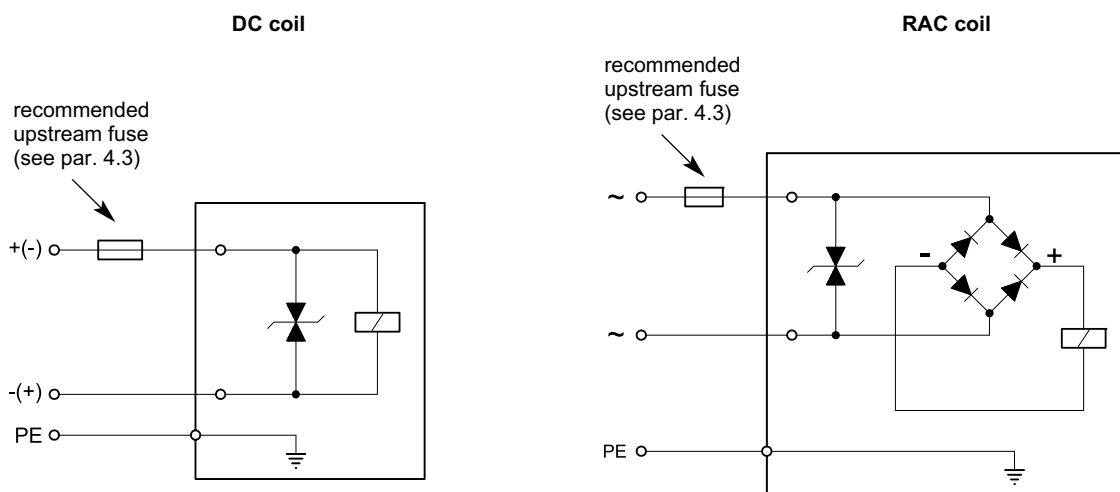 DC coil
recommended
upstream fuse
(see par. 4.3)
+(-)
-(+)
PE
RAC coil
recommended
upstream fuse
(see par. 4.3)
~
- +
~
PE